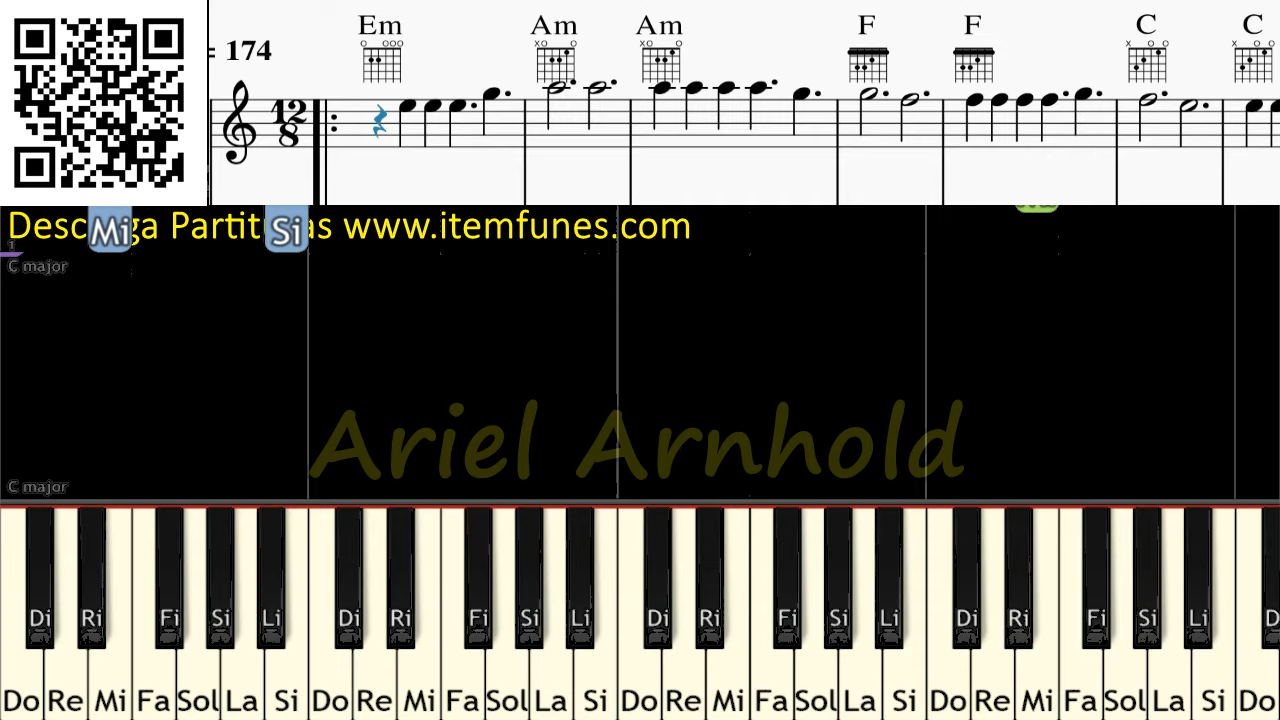 Em Am Am F F C C
= 174
12
8
Descarga Partituras www.itemfunes.com
Mi Si
1
C major
Ariel Arnhold
C major
Di Ri Fi Si Li Di Ri Fi Si Li Di Ri Fi Si Li Di Ri Fi Si Li
Do Re Mi Fa Sol La Si Do Re Mi Fa Sol La Si Do Re Mi Fa Sol La Si Do Re Mi Fa Sol La Si Do